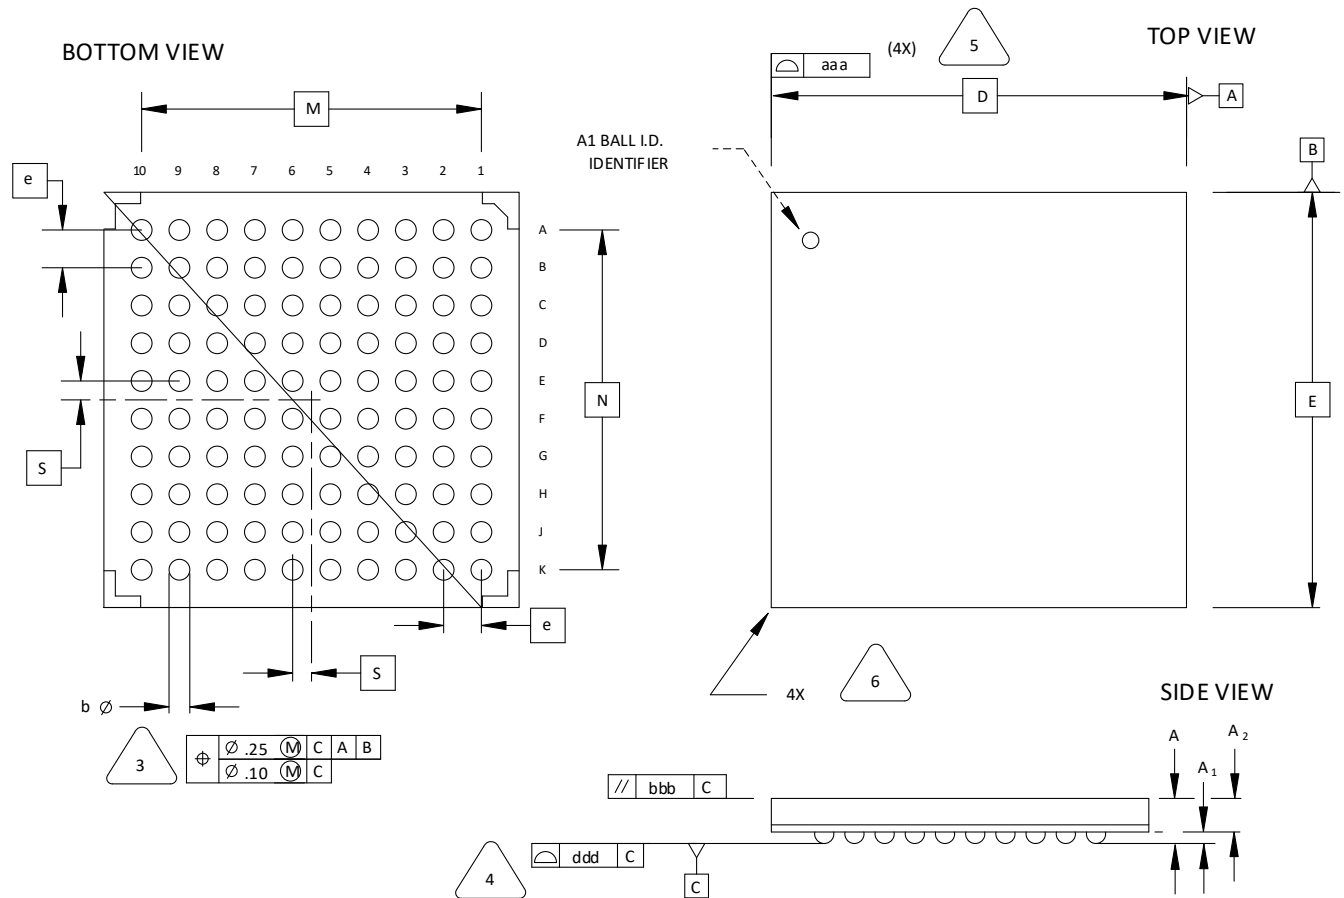 BOTTOM VIEW
M
10 9 8 7 6 5 4 3 2 1
e
A
B
C
D
E
F
G
H
J
K
N
S
e
S
b Ø
3
Ø .25 Ⓜ C A B
Ø .10 Ⓜ C
TOP VIEW
aaa
(4X)
5
D
A
A1 BALL I.D.
IDENTIFIER
B
E
4X
6
SIDE VIEW
A
A1
A2
// bbb C
ddd C
4
C